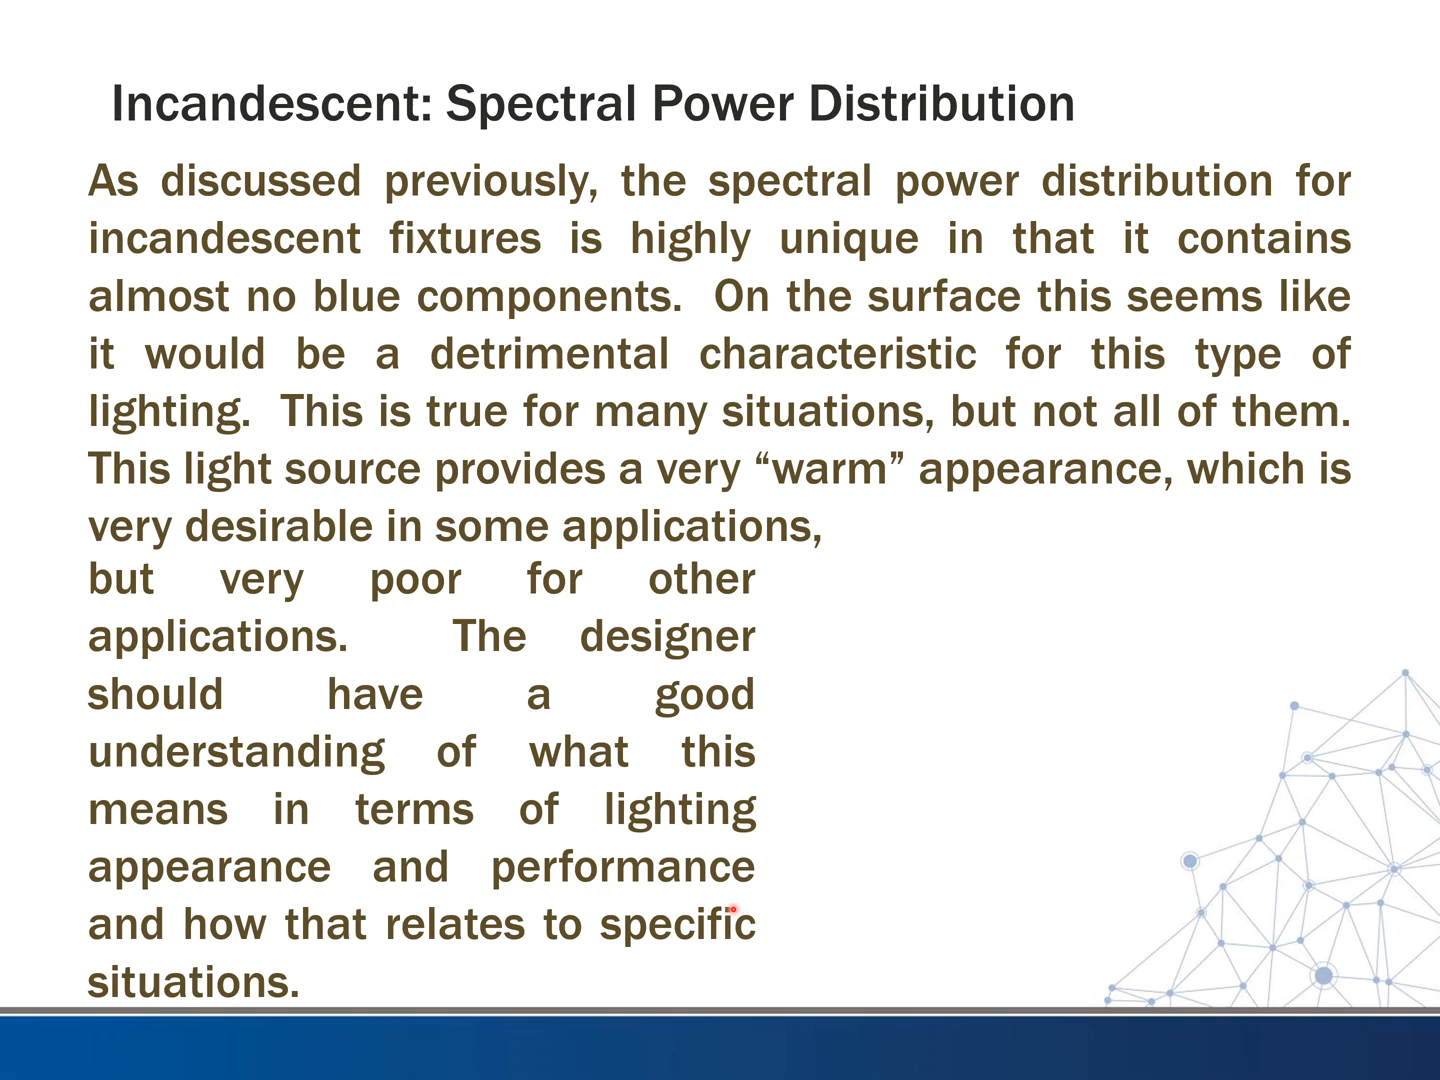 Incandescent: Spectral Power Distribution
As discussed previously, the spectral power distribution for
incandescent fixtures is highly unique in that it contains
almost no blue components. On the surface this seems like
it would be a detrimental characteristic for this type of
lighting. This is true for many situations, but not all of them.
This light source provides a very “warm” appearance, which is
very desirable in some applications,
but very poor for other
applications. The designer
should have a good
understanding of what this
means in terms of lighting
appearance and performance
and how that relates to specific
situations.